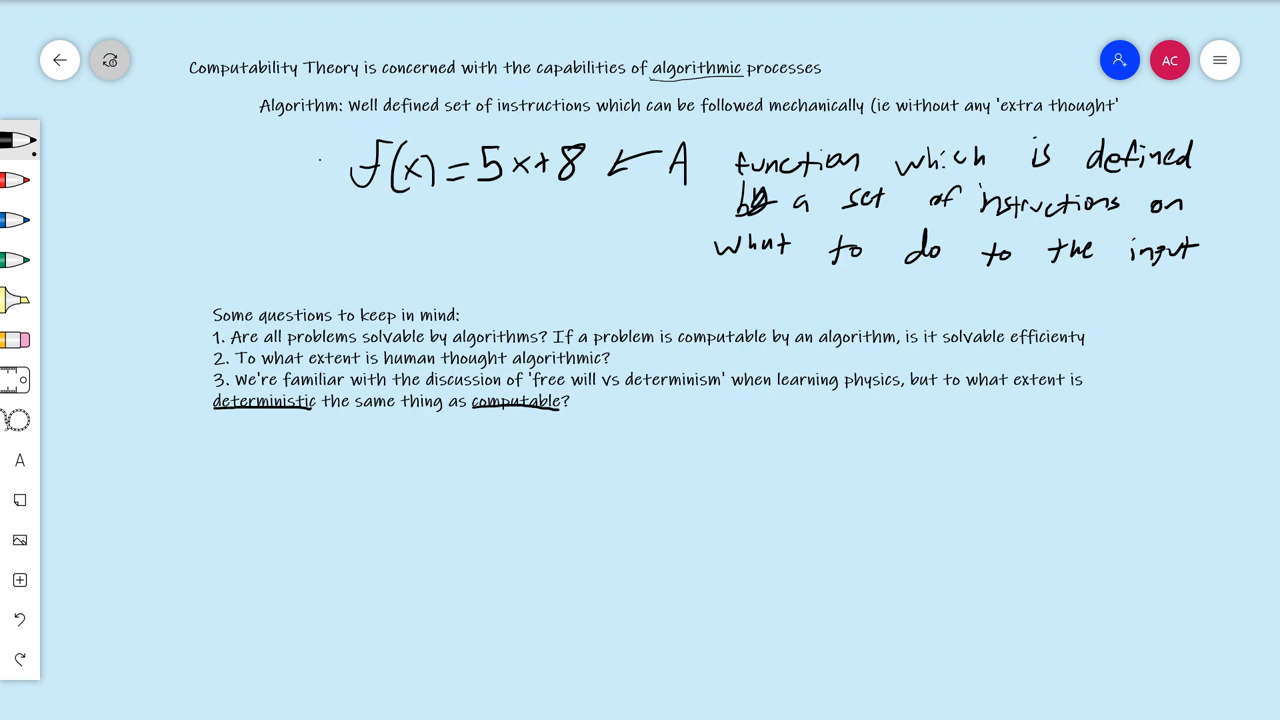 Computability Theory is concerned with the capabilities of algorithmic processes
AC
Algorithm: Well defined set of instructions which can be followed mechanically (ie without any 'extra thought'
f(x) = 5x+8 ← A function which is defined
by a set of instructions on
what to do to the input
Some questions to keep in mind:
1. Are all problems solvable by algorithms? If a problem is computable by an algorithm, is it solvable efficienty
2. To what extent is human thought algorithmic?
3. We're familiar with the discussion of 'free will vs determinism' when learning physics, but to what extent is
deterministic the same thing as computable?
A